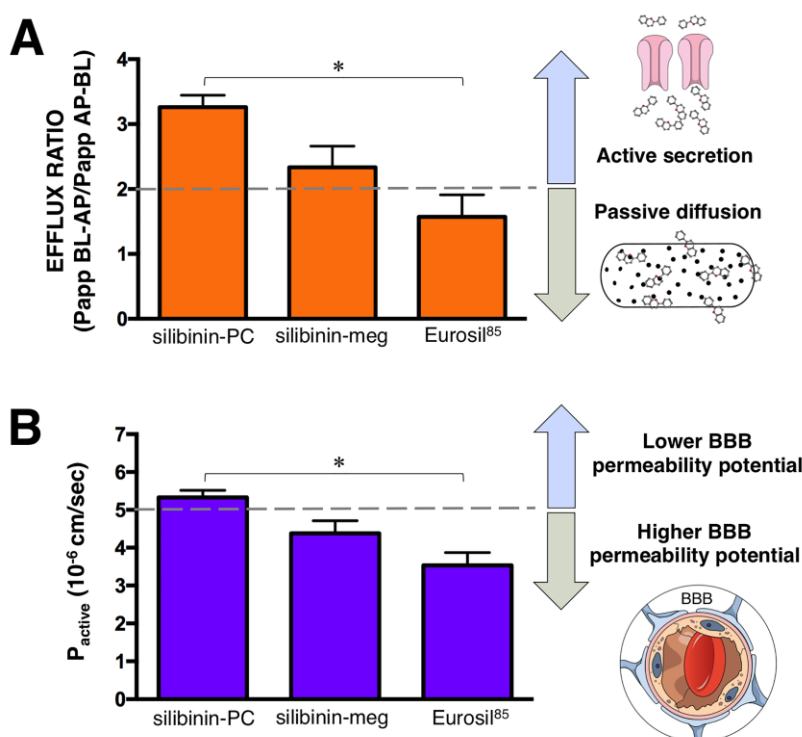 A
EFFLUX RATIO
(Papp BL-AP/Papp AP-BL)
4
3
2
1
0
*
silibinin-PC
silibinin-meg
Eurosil⁸⁵
Active secretion
Passive diffusion
B
P_active (10⁻⁶ cm/sec)
7
6
5
4
3
2
1
0
*
silibinin-PC
silibinin-meg
Eurosil⁸⁵
Lower BBB
permeability potential
Higher BBB
permeability potential
BBB